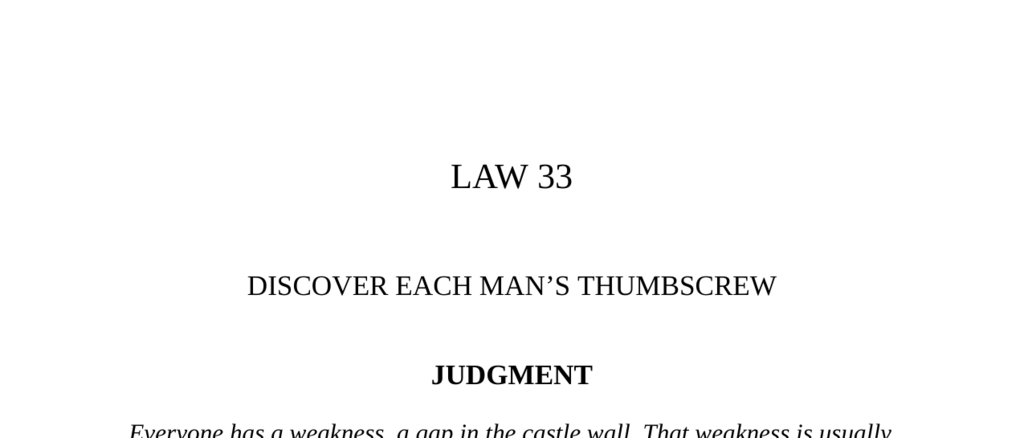 LAW 33
DISCOVER EACH MAN’S THUMBSCREW
JUDGMENT
Everyone has a weakness, a gap in the castle wall. That weakness is usually